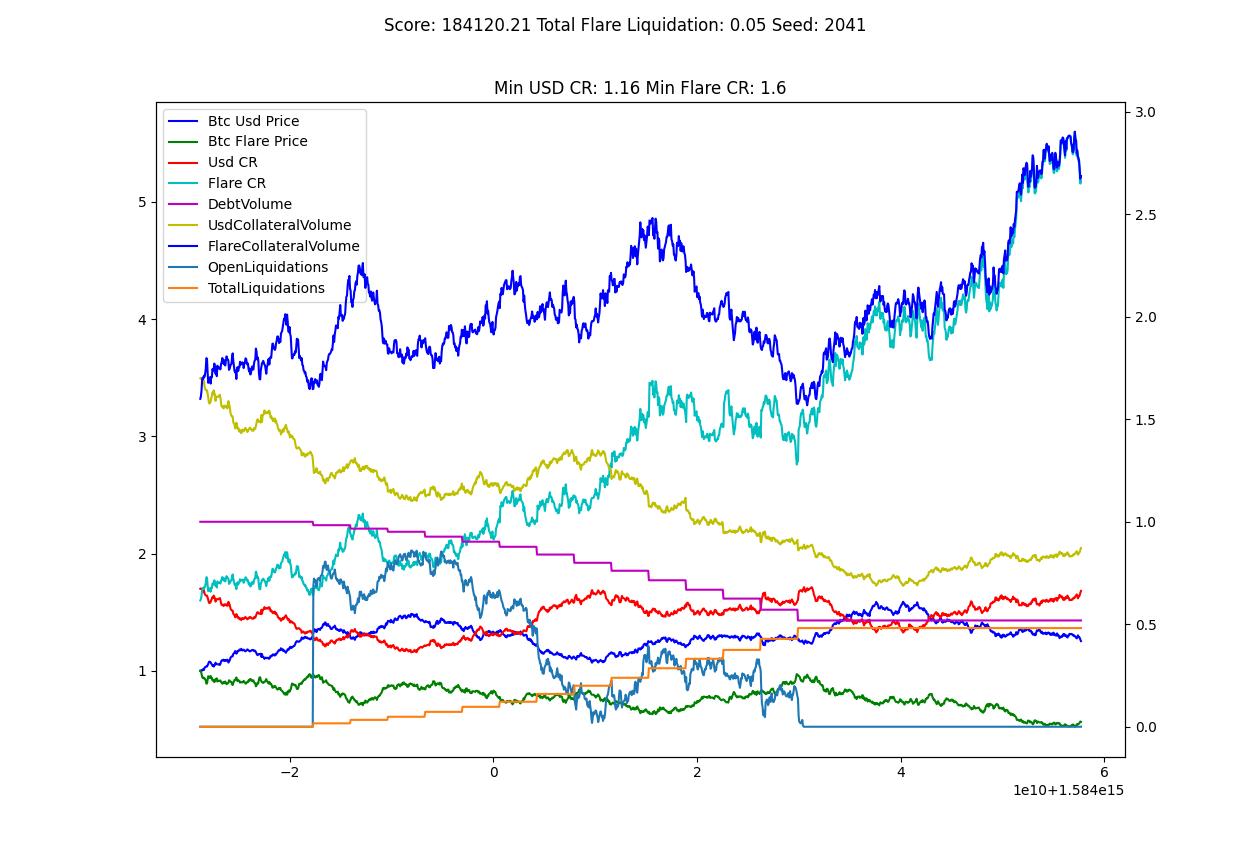 Score: 184120.21 Total Flare Liquidation: 0.05 Seed: 2041
Min USD CR: 1.16 Min Flare CR: 1.6
Btc Usd Price
Btc Flare Price
Usd CR
Flare CR
DebtVolume
UsdCollateralVolume
FlareCollateralVolume
OpenLiquidations
TotalLiquidations
5
4
3
2
1
3.0
2.5
2.0
1.5
1.0
0.5
0.0
−2 0 2 4 6
1e10+1.584e15